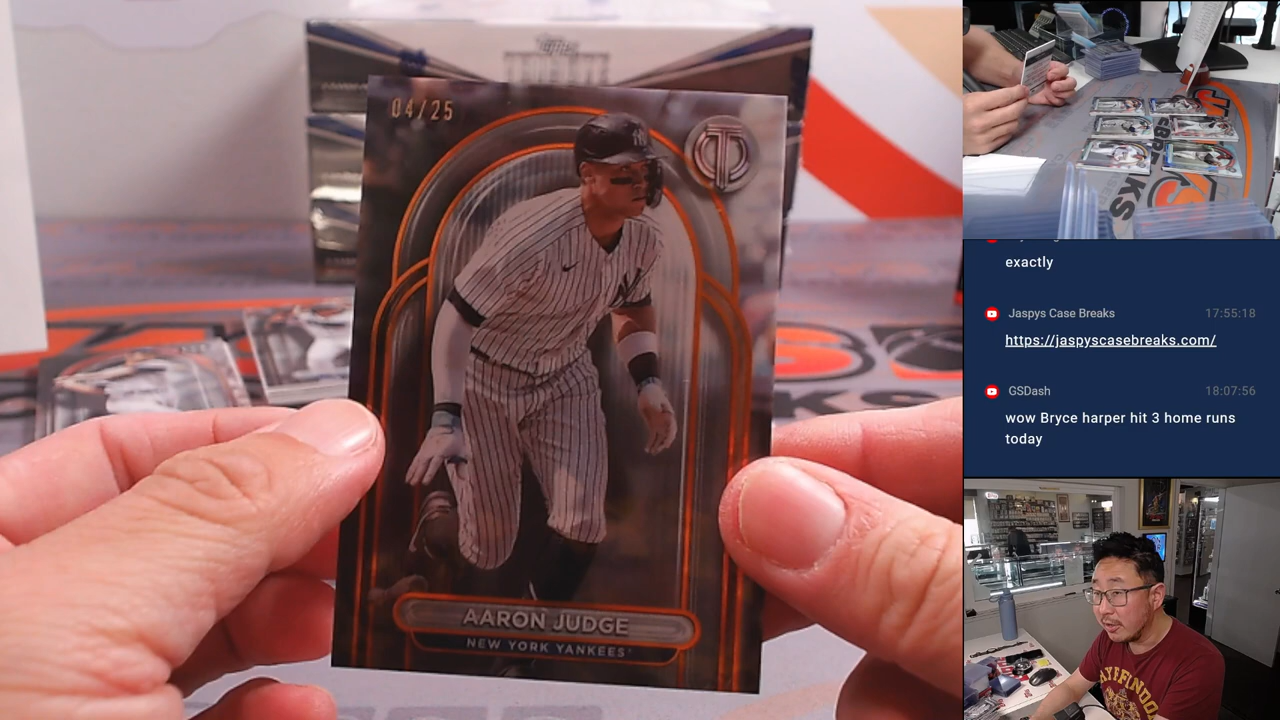 Topps
04/25
AARON JUDGE
NEW YORK YANKEES
exactly
Jaspys Case Breaks 17:55:18
https://jaspyscasebreaks.com/
GSDash 18:07:56
wow Bryce harper hit 3 home runs
today